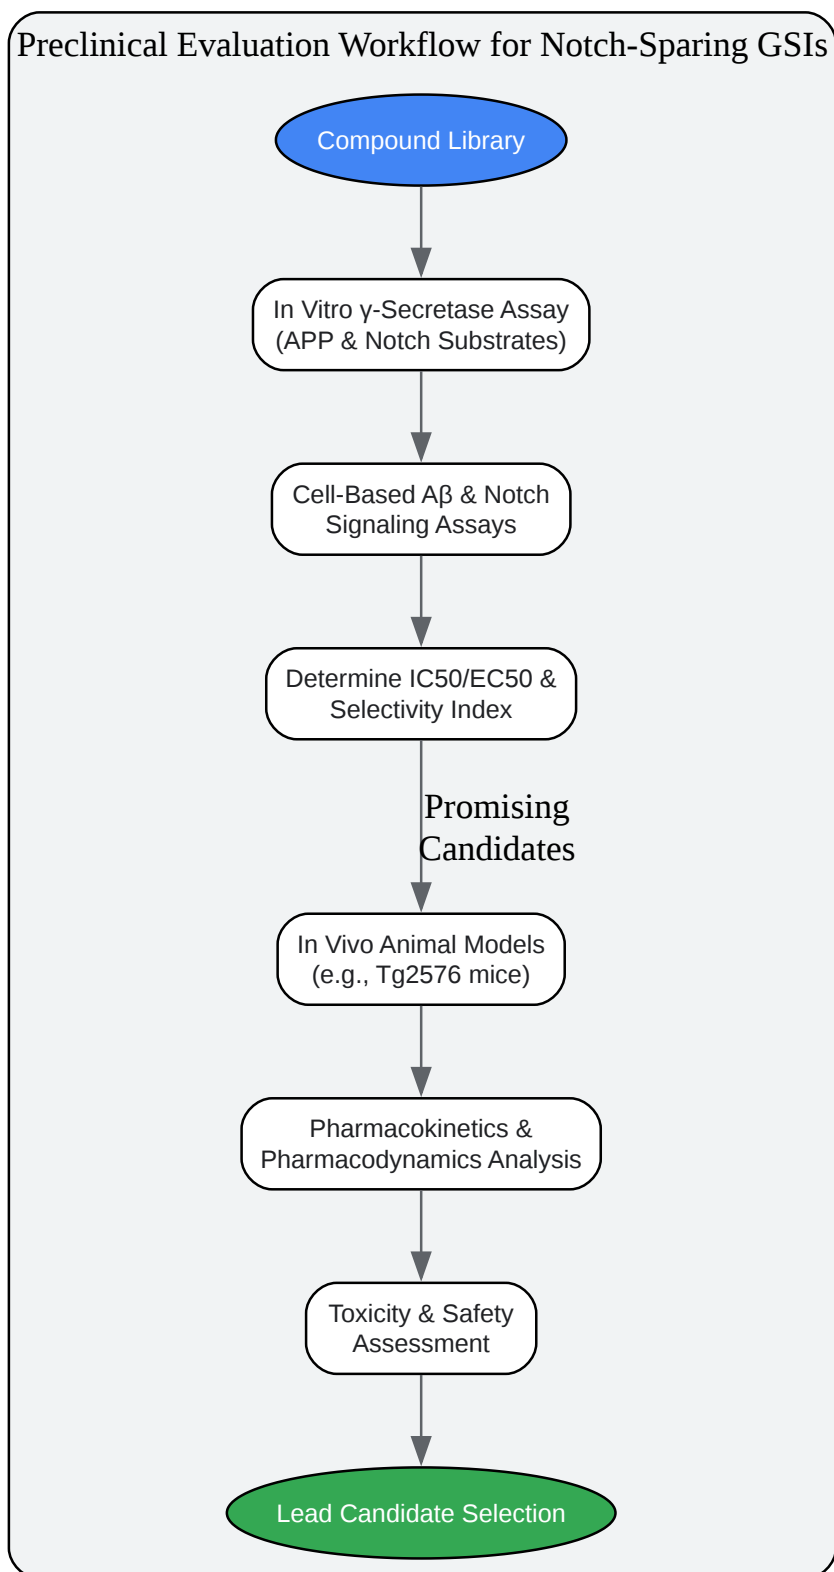 Preclinical Evaluation Workflow for Notch-Sparing GSIs
Compound Library
In Vitro γ-Secretase Assay
(APP & Notch Substrates)
Cell-Based Aβ & Notch
Signaling Assays
Determine IC50/EC50 &
Selectivity Index
Promising
Candidates
In Vivo Animal Models
(e.g., Tg2576 mice)
Pharmacokinetics &
Pharmacodynamics Analysis
Toxicity & Safety
Assessment
Lead Candidate Selection